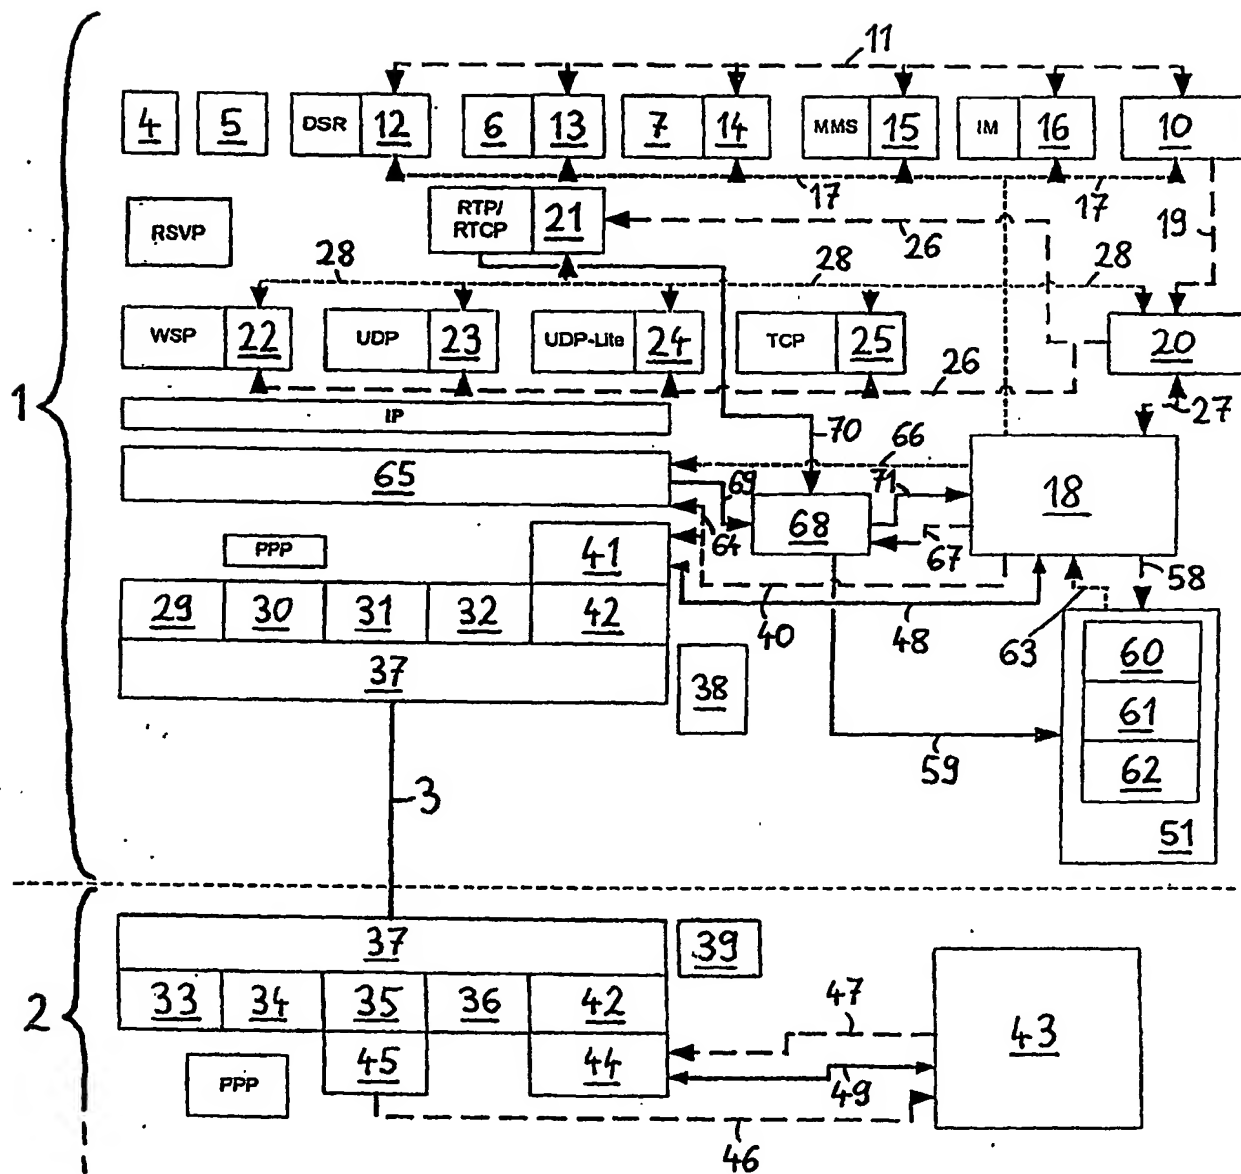 11
4 5 DSR 12 6 13 7 14 MMS 15 IM 16 10
17 17
RSVP RTP/ 21 26 19
RTCP
28 28 28
WSP 22 UDP 23 UDP-Lite 24 TCP 25 20
26
1 IP 27
70 66
65 69 71 18
68
64 67
PPP 41 58
29 30 31 32 42 40 48 63
37 38 60
61
59 62
3
51
37 39
33 34 35 36 42 47
2 43
45 44
PPP 49
46